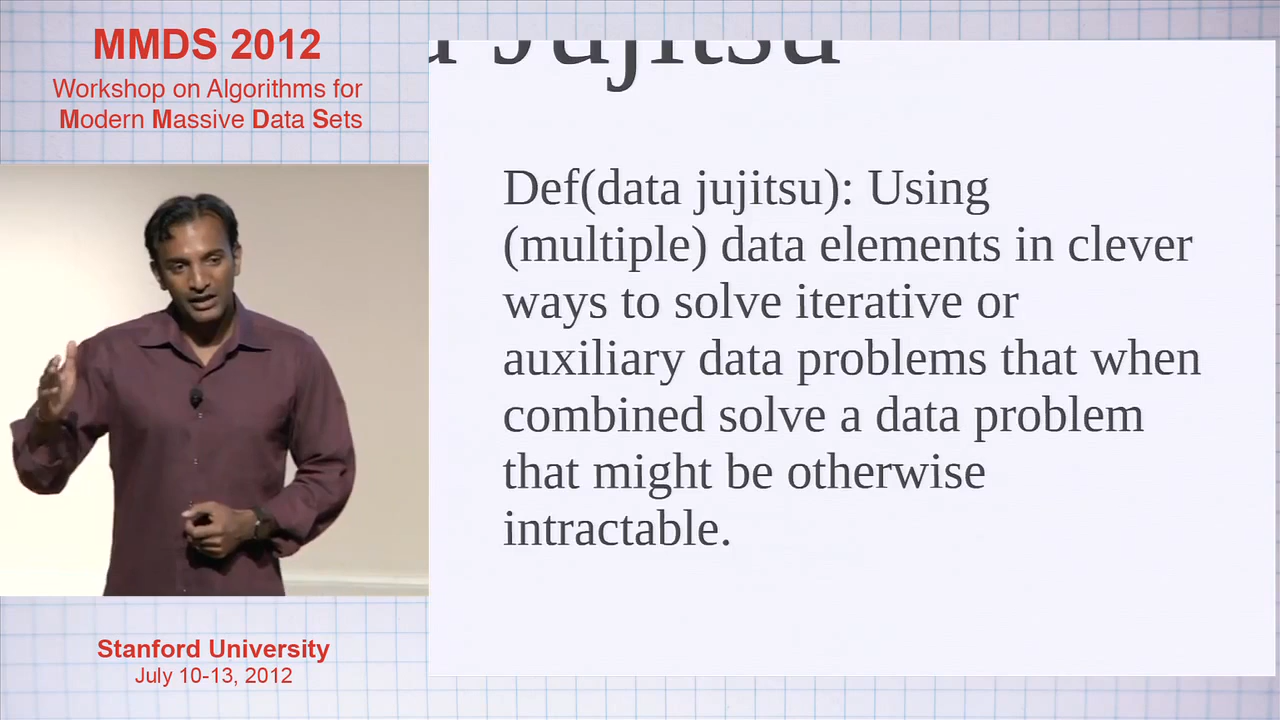 MMDS 2012
Workshop on Algorithms for
Modern Massive Data Sets
Jujitsu
Def(data jujitsu): Using
(multiple) data elements in clever
ways to solve iterative or
auxiliary data problems that when
combined solve a data problem
that might be otherwise
intractable.
Stanford University
July 10-13, 2012